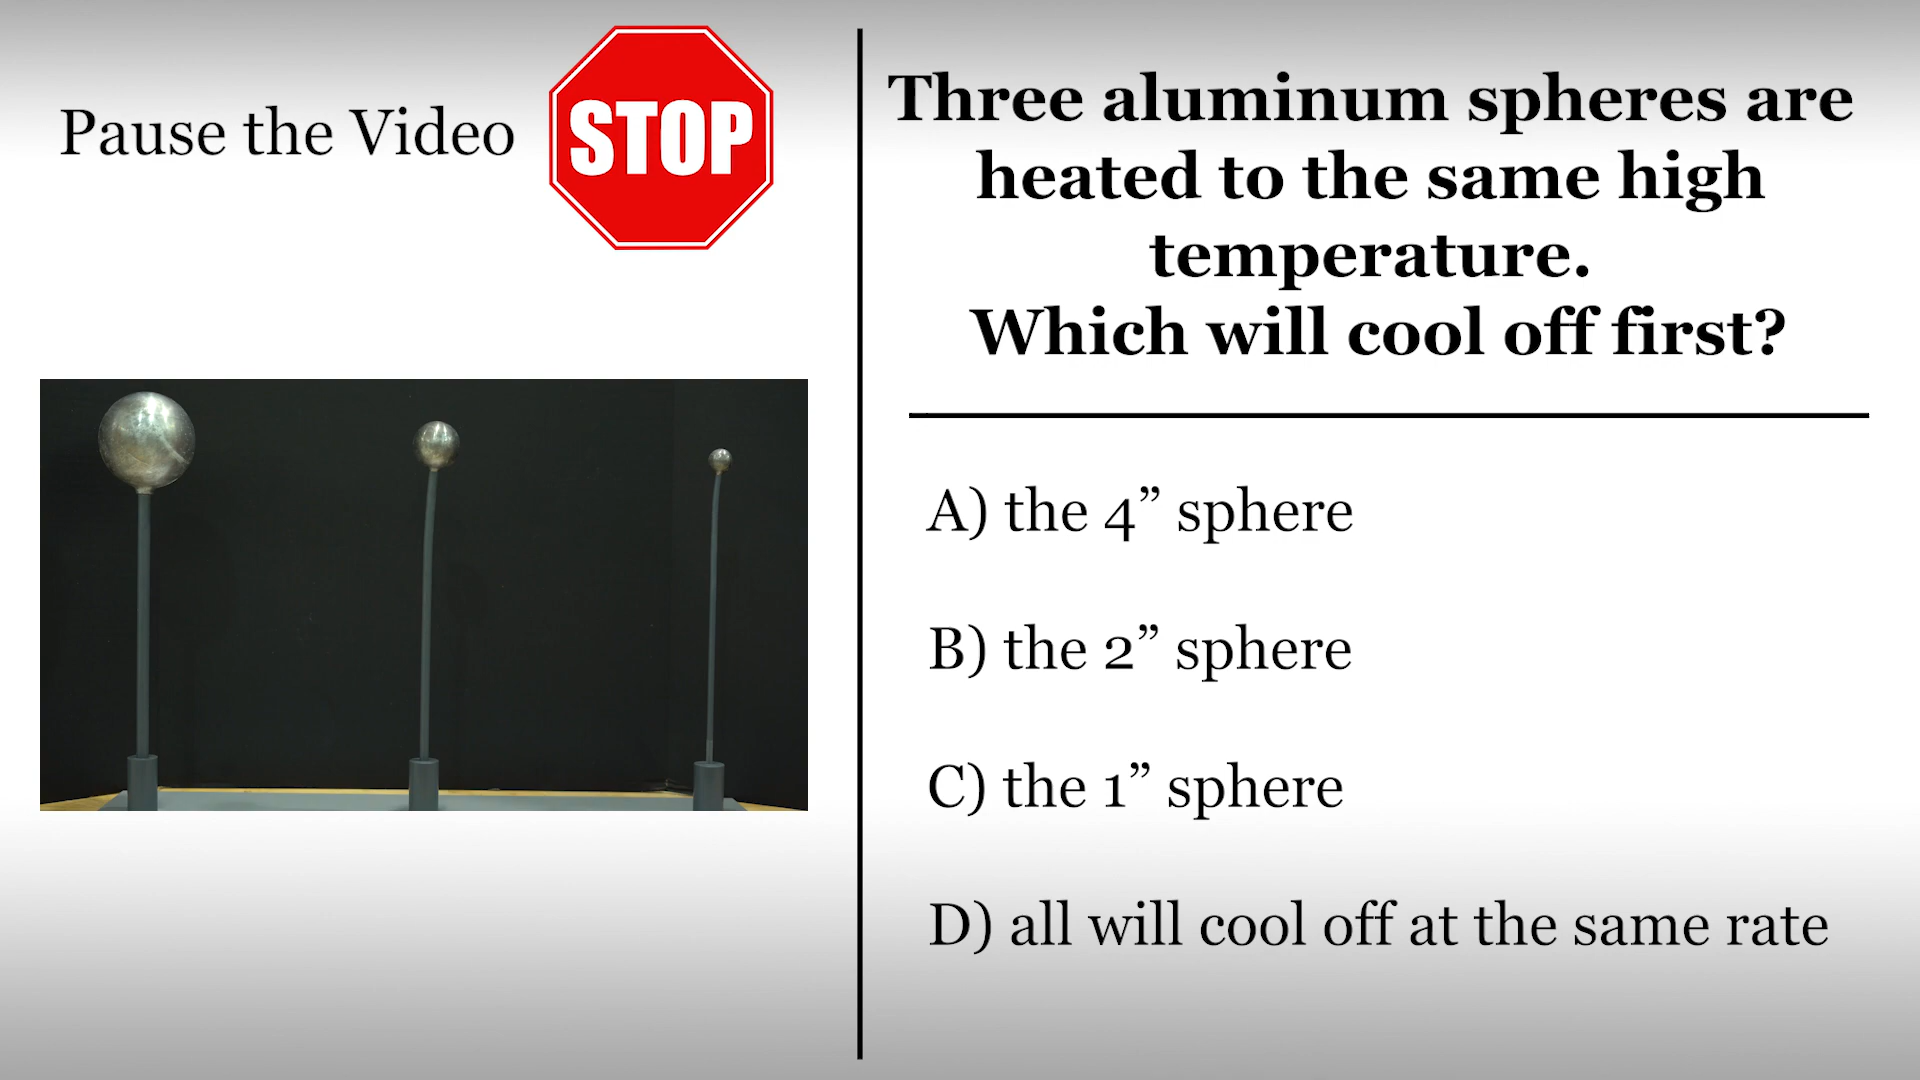 Pause the Video
STOP
Three aluminum spheres are
heated to the same high
temperature.
Which will cool off first?
A) the 4” sphere
B) the 2” sphere
C) the 1” sphere
D) all will cool off at the same rate